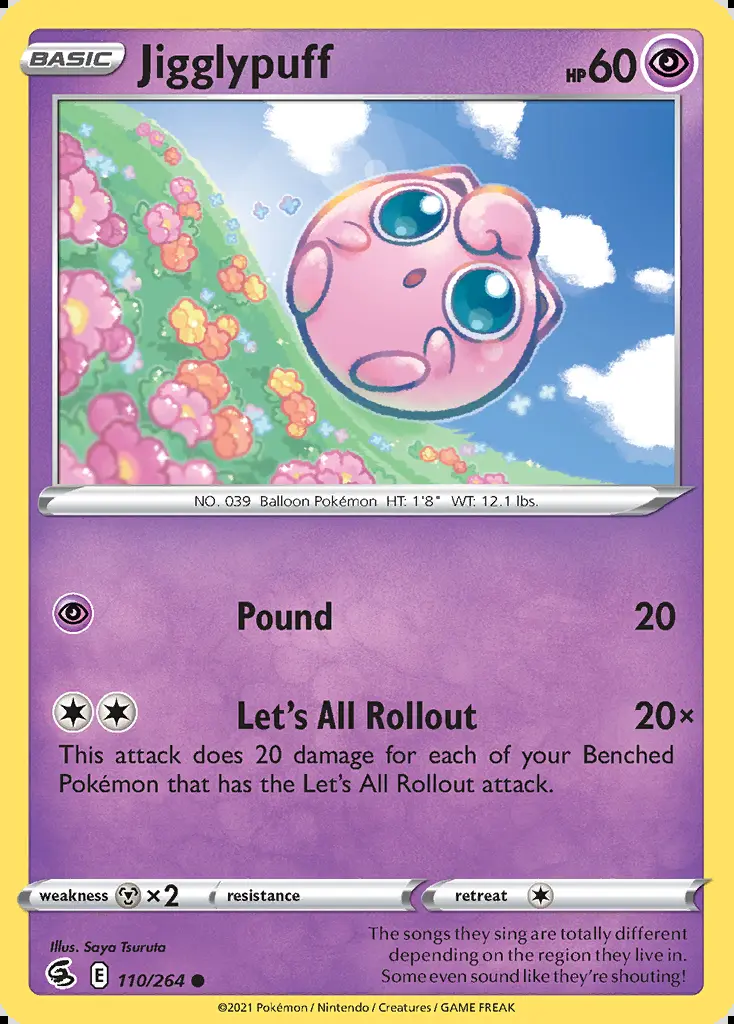 BASIC Jigglypuff HP60
NO. 039 Balloon Pokémon HT: 1'8" WT: 12.1 lbs.
Pound 20
Let's All Rollout 20×
This attack does 20 damage for each of your Benched
Pokémon that has the Let's All Rollout attack.
weakness ×2 resistance retreat
Illus. Saya Tsuruta
The songs they sing are totally different
depending on the region they live in.
Some even sound like they're shouting!
E 110/264
©2021 Pokémon / Nintendo / Creatures / GAME FREAK